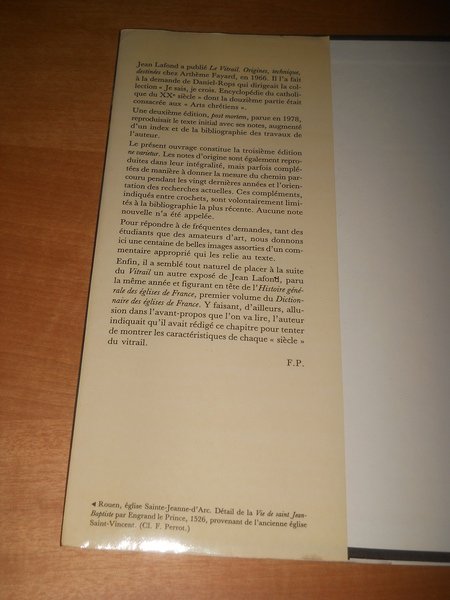 Jean Lafond a publié Le Vitrail. Origines, technique,
destinées chez Arthème Fayard, en 1966. Il l'a fait
à la demande de Daniel-Rops qui dirigeait la col-
lection « Je sais, je crois. Encyclopédie du catholi-
que du XXe siècle » dont la douzième partie était
consacrée aux « Arts chrétiens ».
Une deuxième édition, post mortem, parue en 1978,
reproduisait le texte initial avec ses notes, augmenté
d'un index et de la bibliographie des travaux de
l'auteur.
Le présent ouvrage constitue la troisième édition
ne varietur. Les notes d'origine sont également repro-
duites dans leur intégralité, mais parfois complé-
tées de manière à donner la mesure du chemin par-
couru pendant les vingt dernières années et l'orien-
tation des recherches actuelles. Ces compléments,
indiqués entre crochets, sont volontairement limi-
tés à la bibliographie la plus récente. Aucune note
nouvelle n'a été appelée.
Pour répondre à de fréquentes demandes, tant des
étudiants que des amateurs d'art, nous donnons
ici une centaine de belles images assorties d'un com-
mentaire approprié qui les relie au texte.
Enfin, il a semblé tout naturel de placer à la suite
du Vitrail un autre exposé de Jean Lafond, paru
la même année et figurant en tête de l'Histoire géné-
rale des églises de France, premier volume du Diction-
naire des églises de France. Y faisant, d'ailleurs, allu-
sion dans l'avant-propos que l'on va lire, l'auteur
indiquait qu'il avait rédigé ce chapitre pour tenter
de montrer les caractéristiques de chaque « siècle »
du vitrail.
F.P.
◄ Rouen, église Sainte-Jeanne-d'Arc. Détail de la Vie de saint Jean-
Baptiste par Engrand le Prince, 1526, provenant de l'ancienne église
Saint-Vincent. (Cl. F. Perrot.)